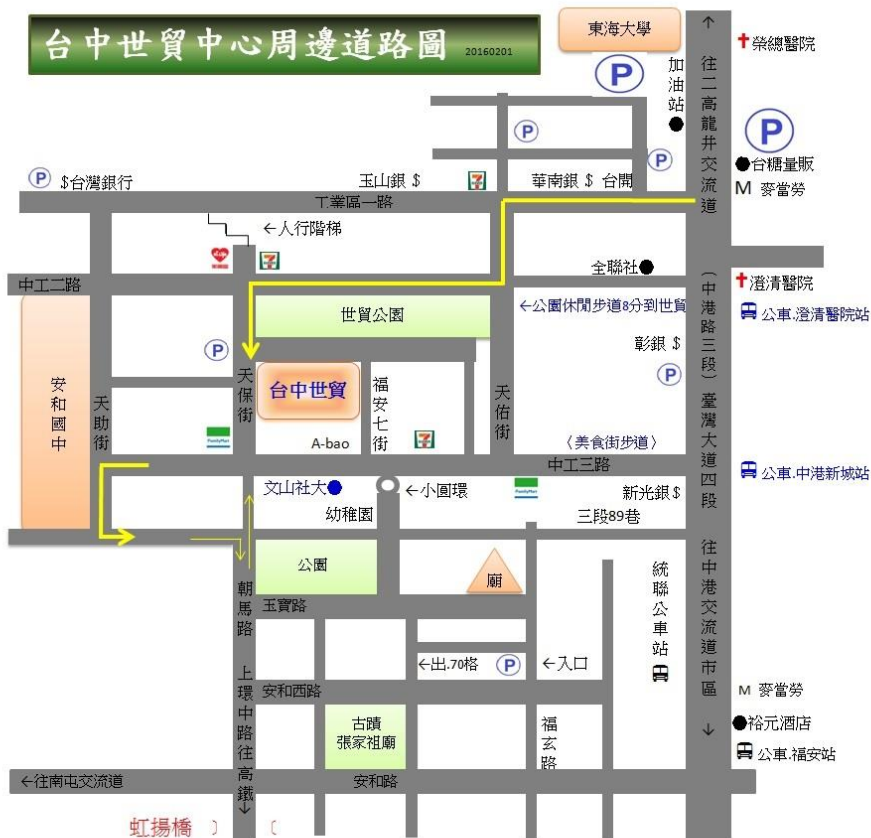 台中世貿中心周邊道路圖 20160201
東海大學
P
加油站
↑ 往二高龍井交流道 (中港路三段) 臺灣大道四段 往中港交流道市區 ↓
榮總醫院
P
P
P
台糖量販
M 麥當勞
P $台灣銀行
玉山銀 $
7-ELEVEN
華南銀 $ 台開
工業區一路
←人行階梯
7-ELEVEN
全聯社
中工二路
澄清醫院
世貿公園
←公園休閒步道8分到世貿
公車.澄清醫院站
彰銀 $
P
P
安和國中
天助街
天保街
台中世貿
福安七街
天佑街
FamilyMart
A-bao
7-ELEVEN
〈美食街步道〉
中工三路
公車.中港新城站
文山社大
←小圓環
FamilyMart
新光銀$
幼稚園
三段89巷
公園
廟
統聯公車站
朝馬路
玉寶路
←出.70格
P
←入口
上環中路往高鐵↓
安和西路
M 麥當勞
古蹟
張家祖廟
福玄路
裕元酒店
公車.福安站
←往南屯交流道
安和路
虹揚橋 ） （